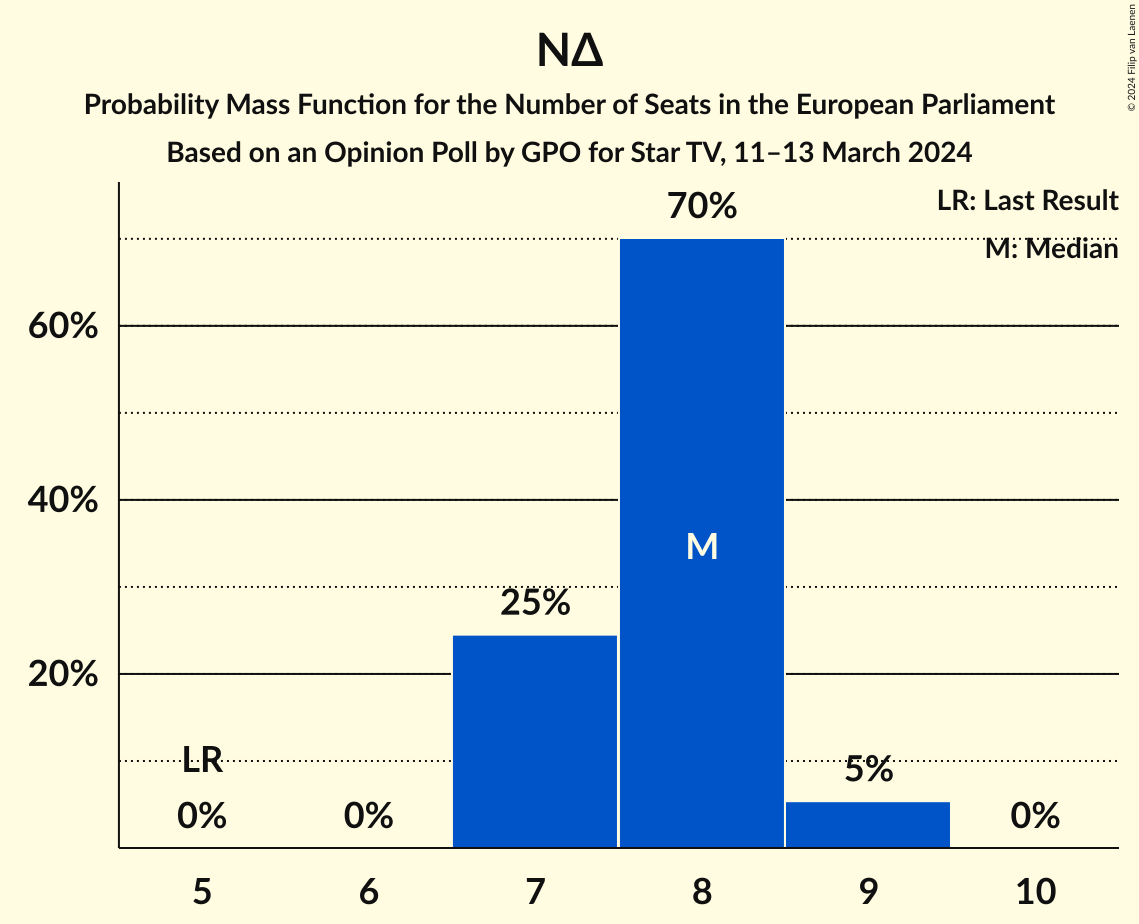 ΝΔ
Probability Mass Function for the Number of Seats in the European Parliament
Based on an Opinion Poll by GPO for Star TV, 11–13 March 2024
© 2024 Filip van Laenen
LR: Last Result
M: Median
70%
60%
40%
M
25%
20%
LR
5%
0%
0%
0%
5
6
7
8
9
10